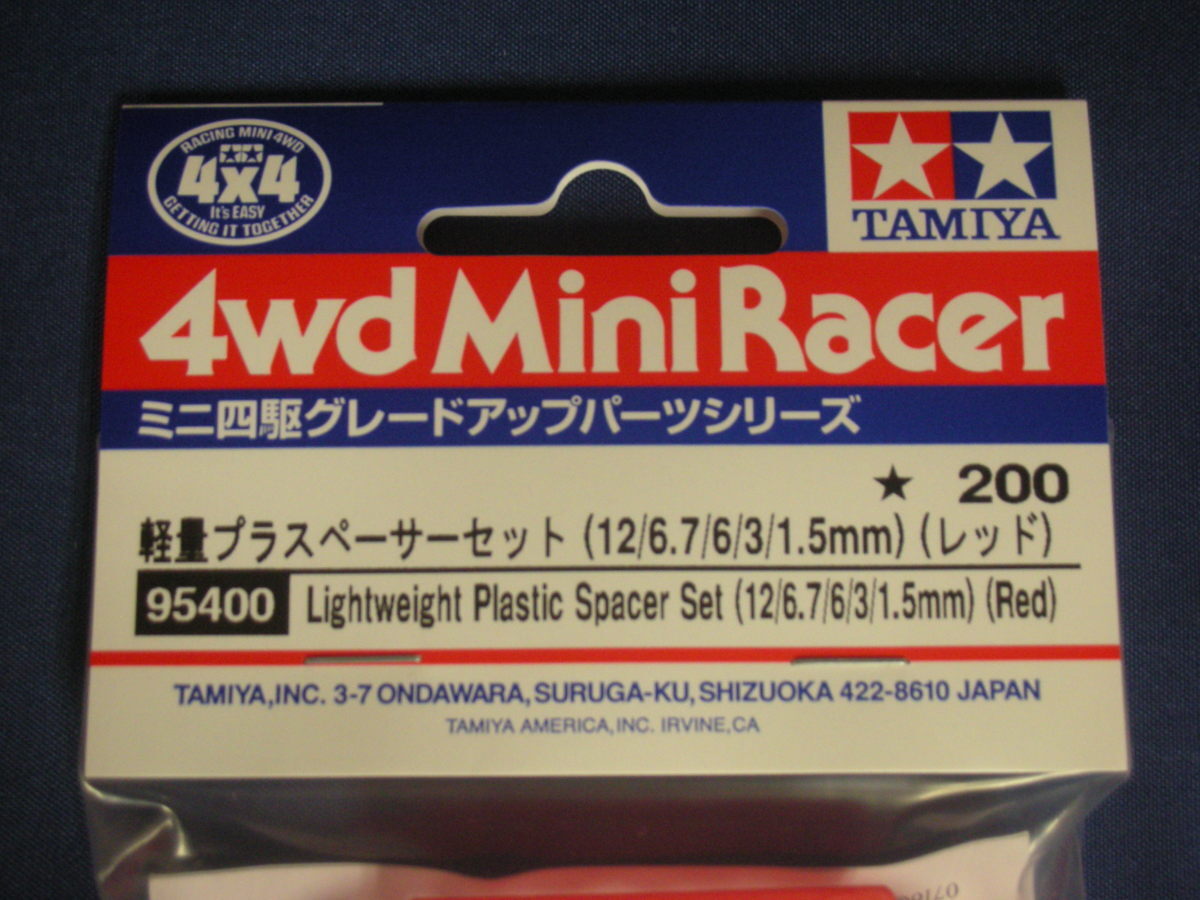 RACING MINI 4WD
4x4
It's EASY
GETTING IT TOGETHER
TAMIYA
4wd Mini Racer
ミニ四駆グレードアップパーツシリーズ
★ 200
軽量プラスペーサーセット (12/6.7/6/3/1.5mm) (レッド)
95400 Lightweight Plastic Spacer Set (12/6.7/6/3/1.5mm) (Red)
TAMIYA,INC. 3-7 ONDAWARA, SURUGA-KU, SHIZUOKA 422-8610 JAPAN
TAMIYA AMERICA, INC. IRVINE, CA